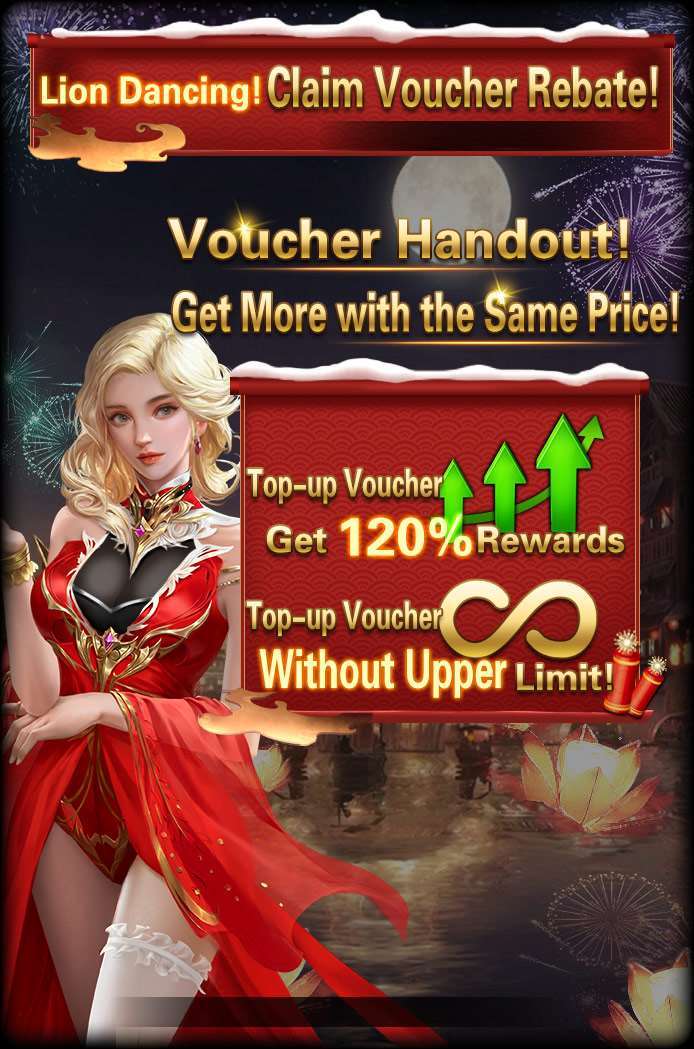 Lion Dancing! Claim Voucher Rebate!
Voucher Handout!
Get More with the Same Price!
Top-up Voucher
Get 120% Rewards
Top-up Voucher
Without Upper Limit!